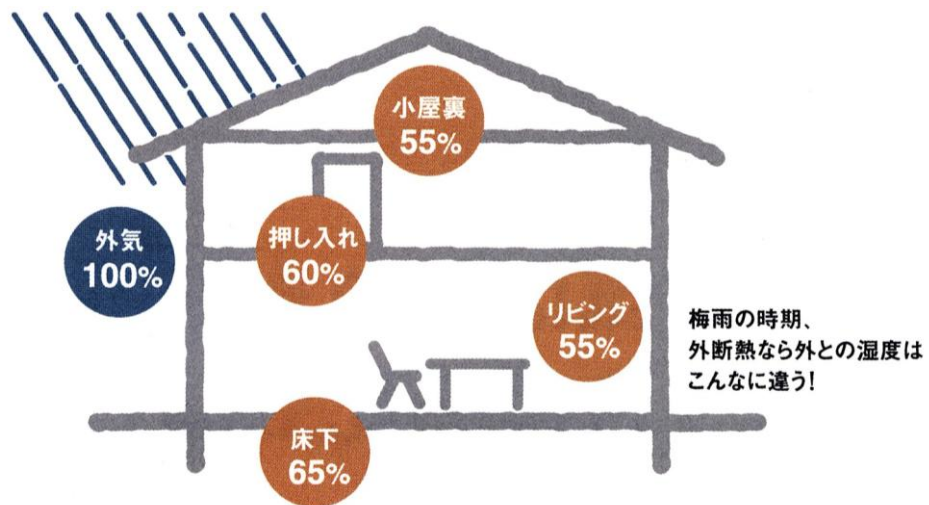 小屋裏
55%
外気
100%
押し入れ
60%
リビング
55%
梅雨の時期、
外断熱なら外との湿度は
こんなに違う!
床下
65%